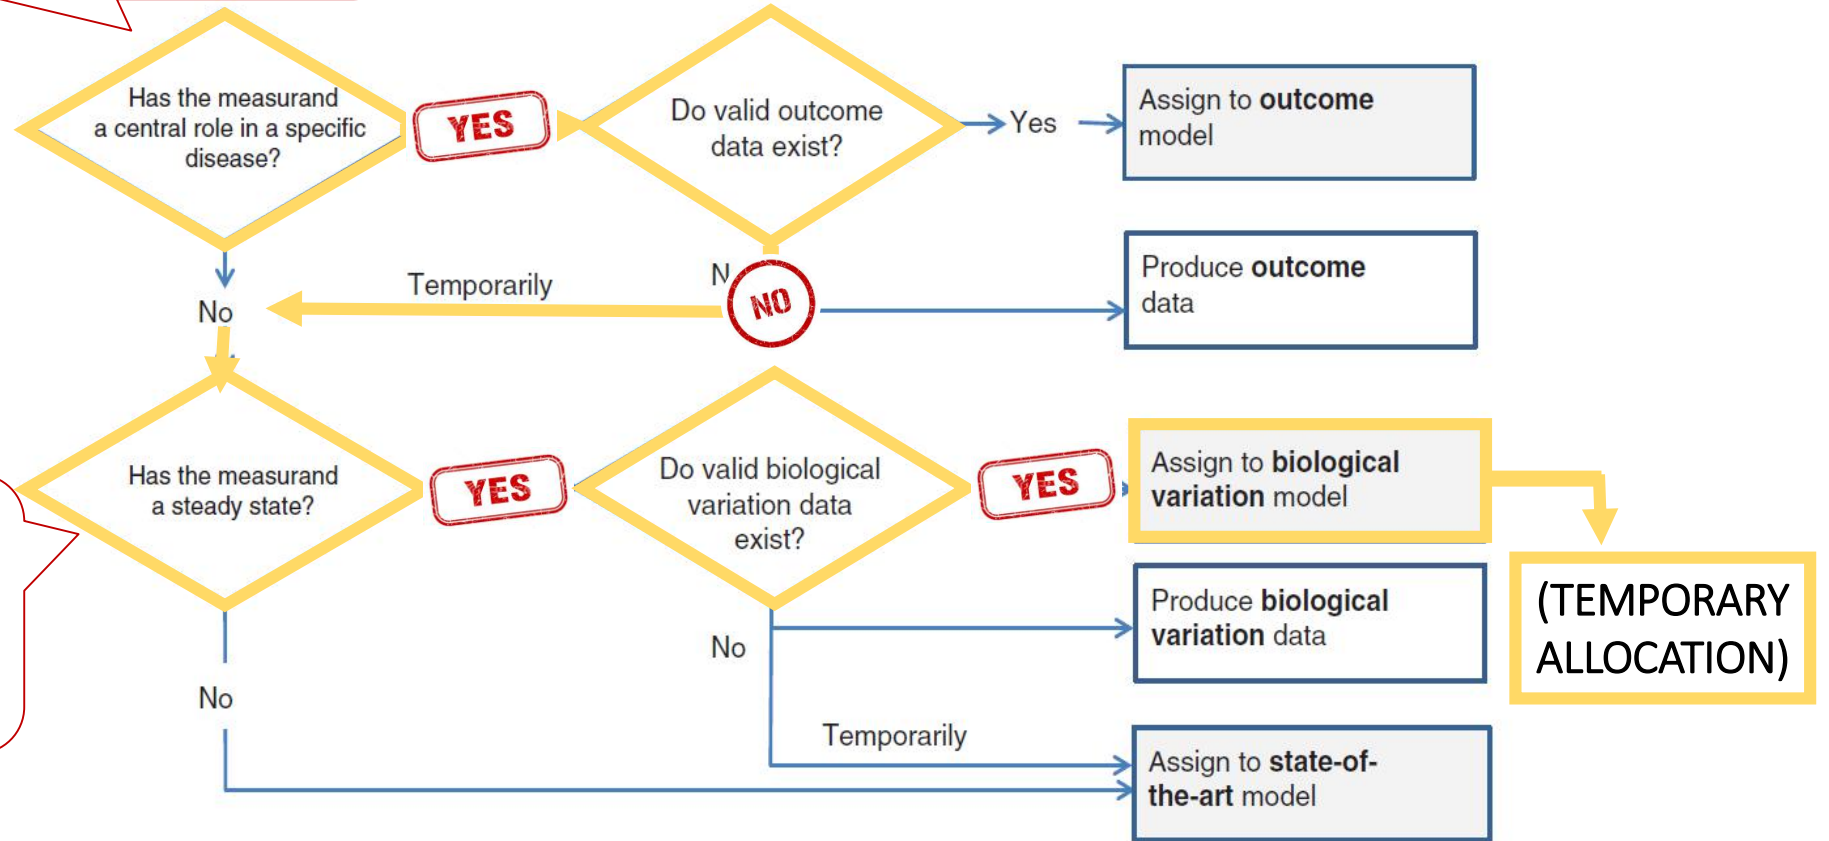 Has the measurand
a central role in a specific
disease?
YES
Do valid outcome
data exist?
Yes
Assign to outcome
model
No
Temporarily
N
NO
Produce outcome
data
Has the measurand
a steady state?
YES
Do valid biological
variation data
exist?
YES
Assign to biological
variation model
(TEMPORARY
ALLOCATION)
No
Produce biological
variation data
No
Temporarily
Assign to state-of-
the-art model